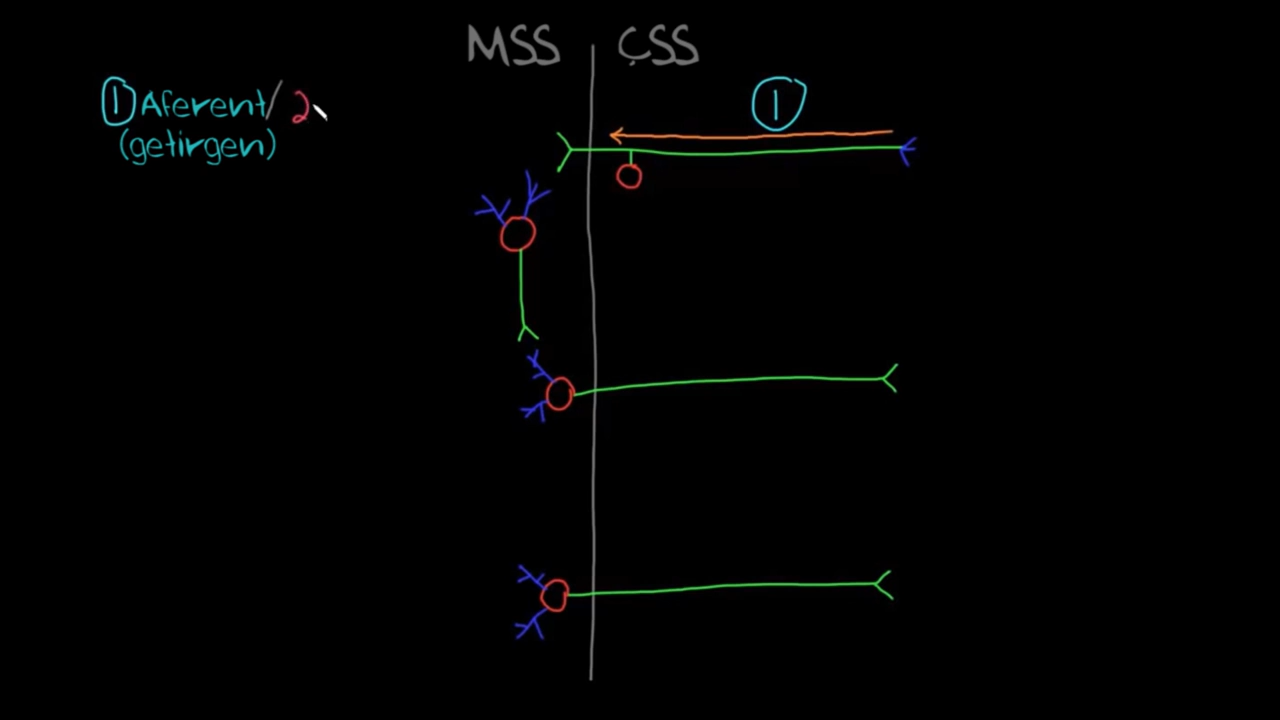 MSS ÇSS
① Aferent/2
(getirgen)
①